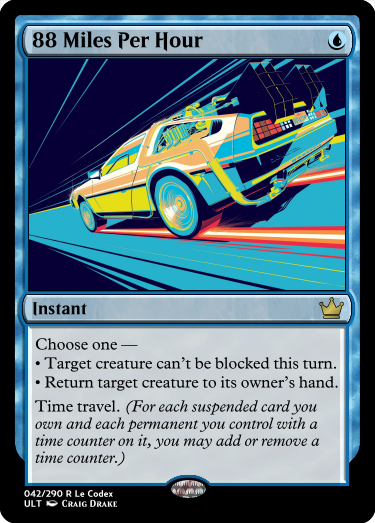 88 Miles Per Hour
Instant
Choose one —
• Target creature can't be blocked this turn.
• Return target creature to its owner's hand.
Time travel. (For each suspended card you
own and each permanent you control with a
time counter on it, you may add or remove a
time counter.)
042/290 R Le Codex
ULT Craig Drake